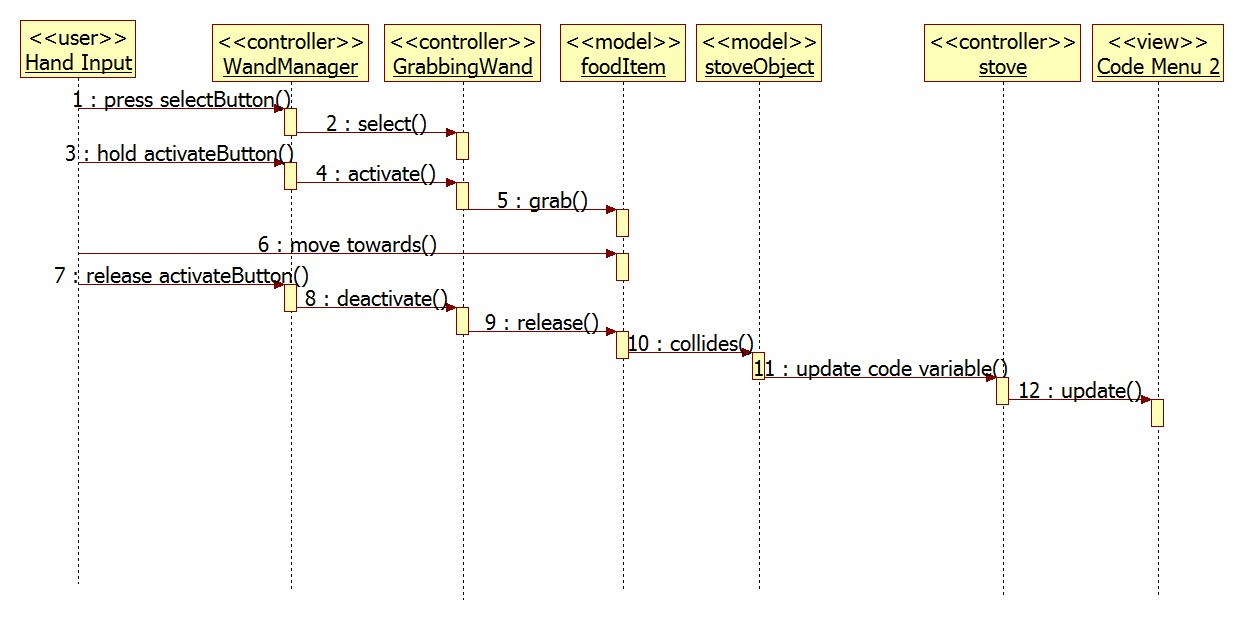 <<user>>
Hand Input
<<controller>>
WandManager
<<controller>>
GrabbingWand
<<model>>
foodItem
<<model>>
stoveObject
<<controller>>
stove
<<view>>
Code Menu 2
1 : press selectButton()
2 : select()
3 : hold activateButton()
4 : activate()
5 : grab()
6 : move towards()
7 : release activateButton()
8 : deactivate()
9 : release()
10 : collides()
11 : update code variable()
12 : update()